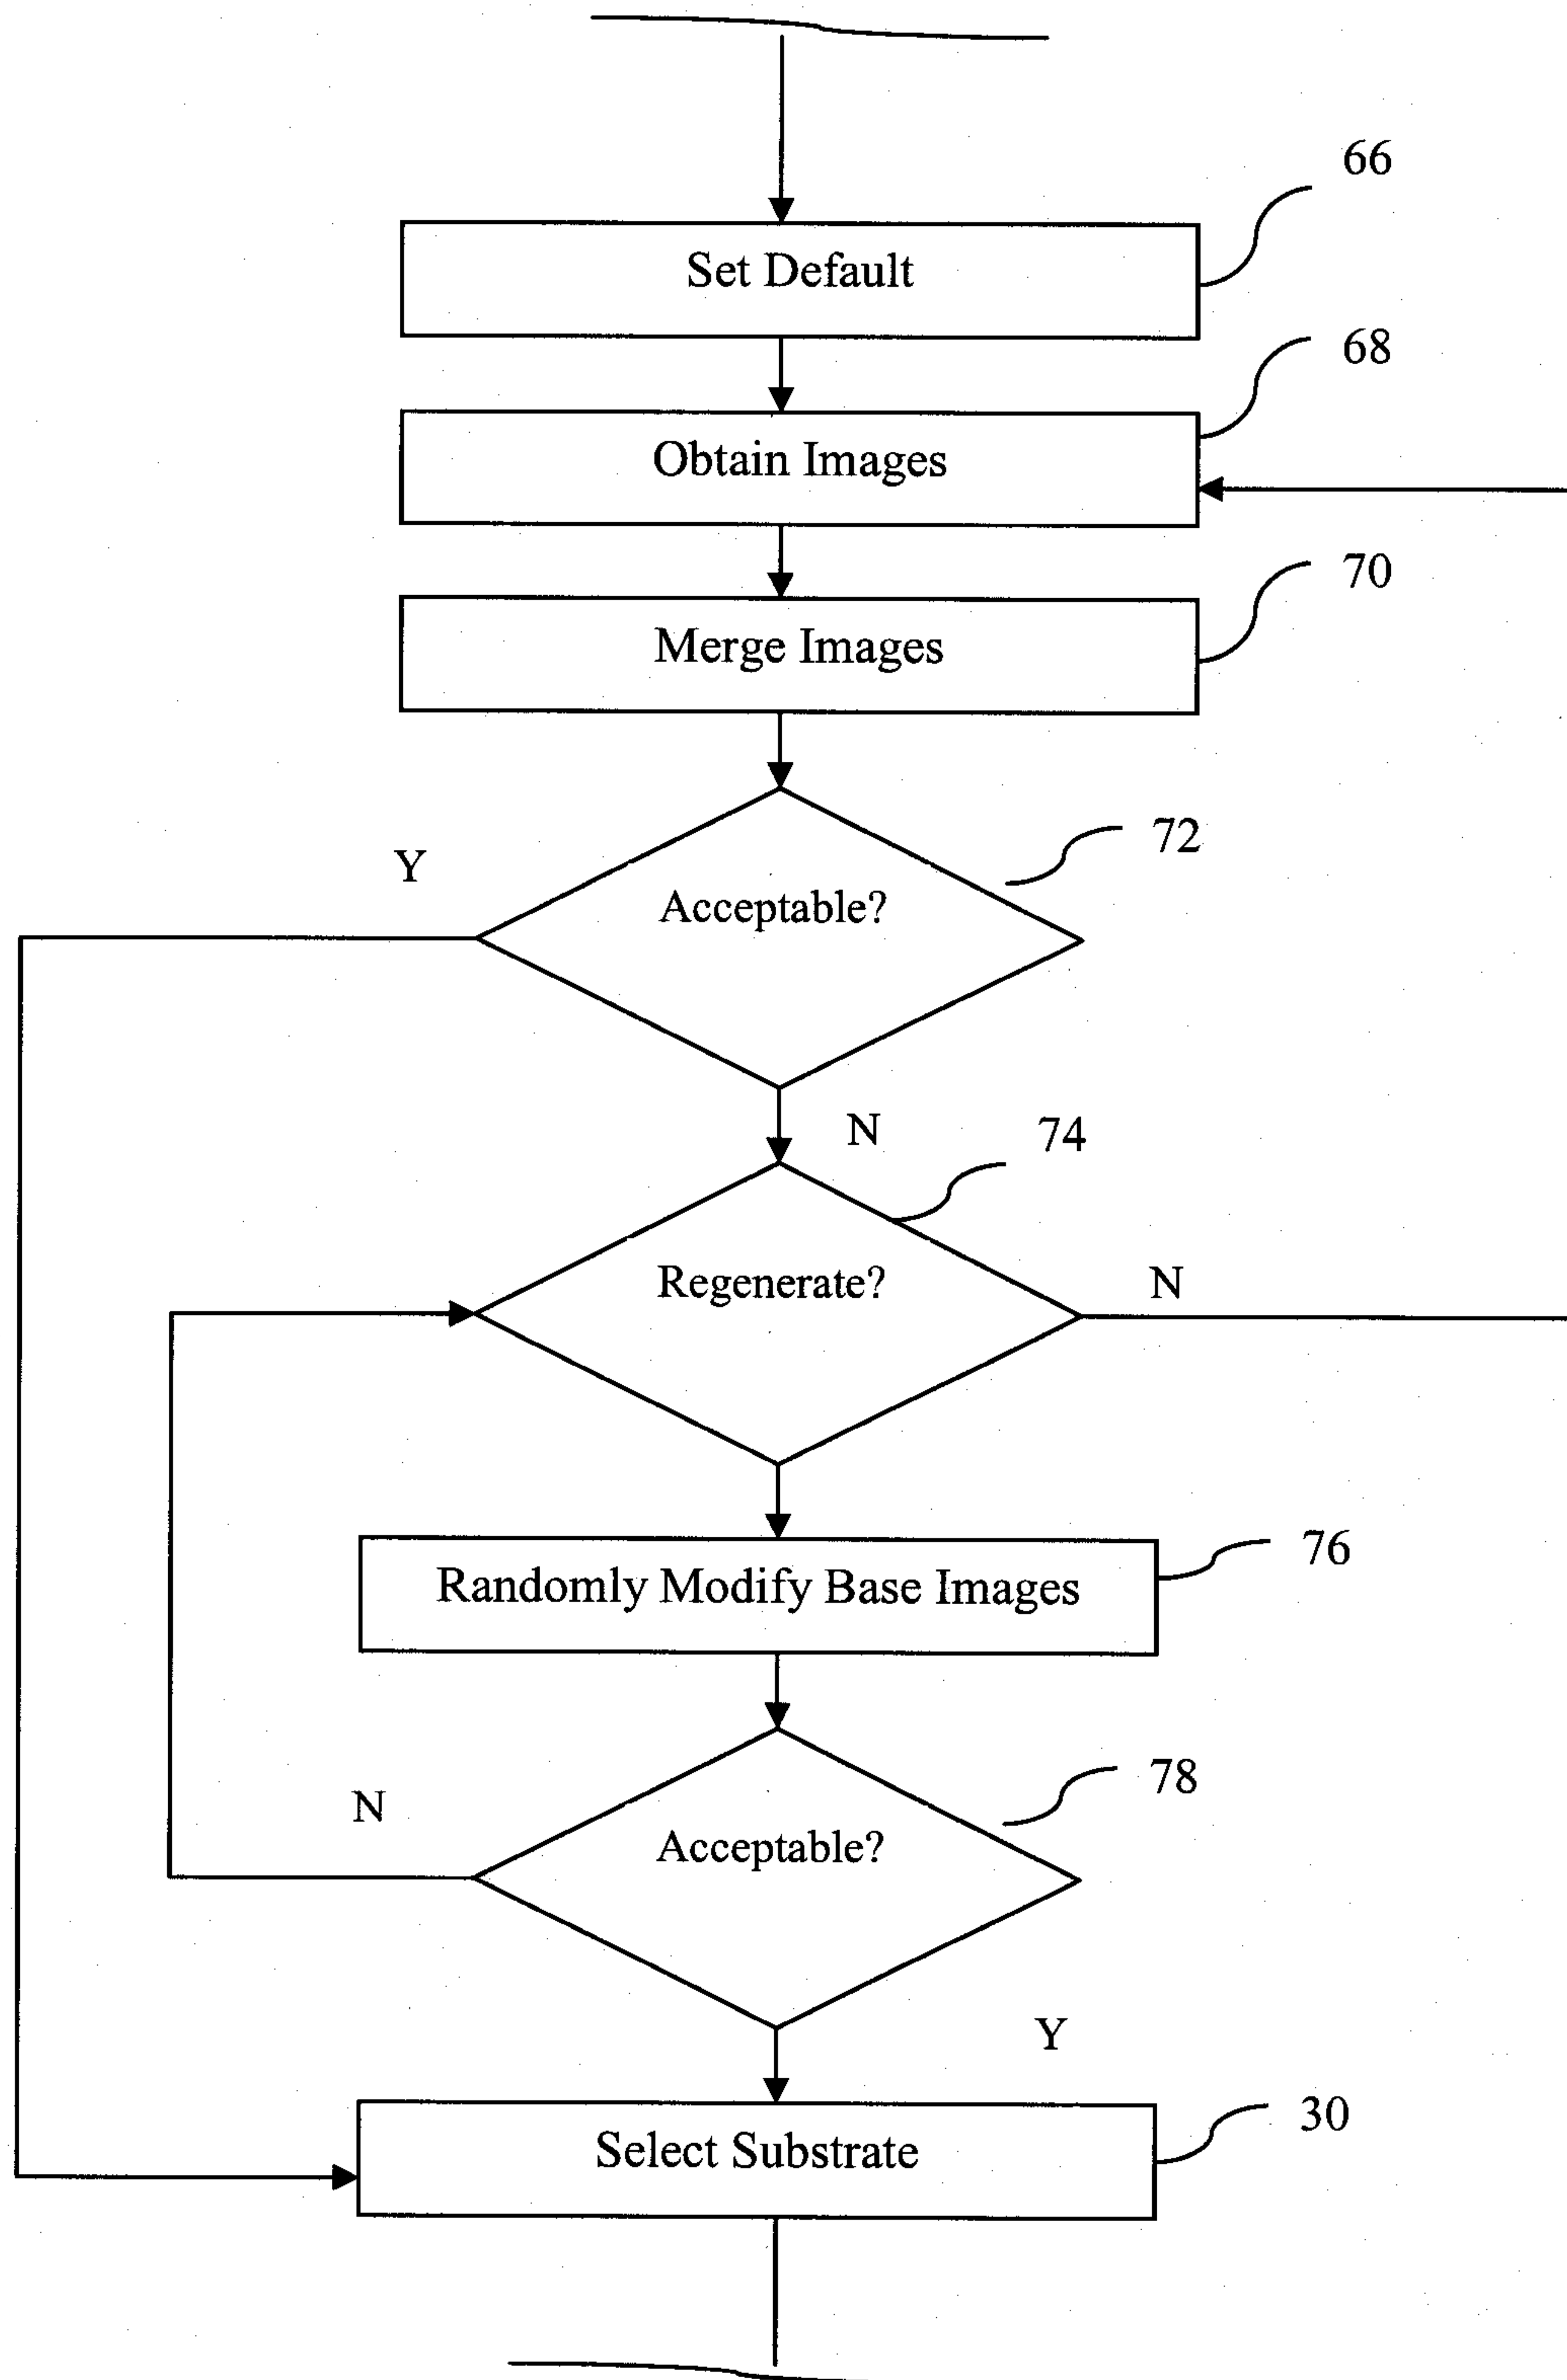 66
Set Default
68
Obtain Images
70
Merge Images
72
Y
Acceptable?
N
74
Regenerate?
N
76
Randomly Modify Base Images
78
N
Acceptable?
Y
30
Select Substrate